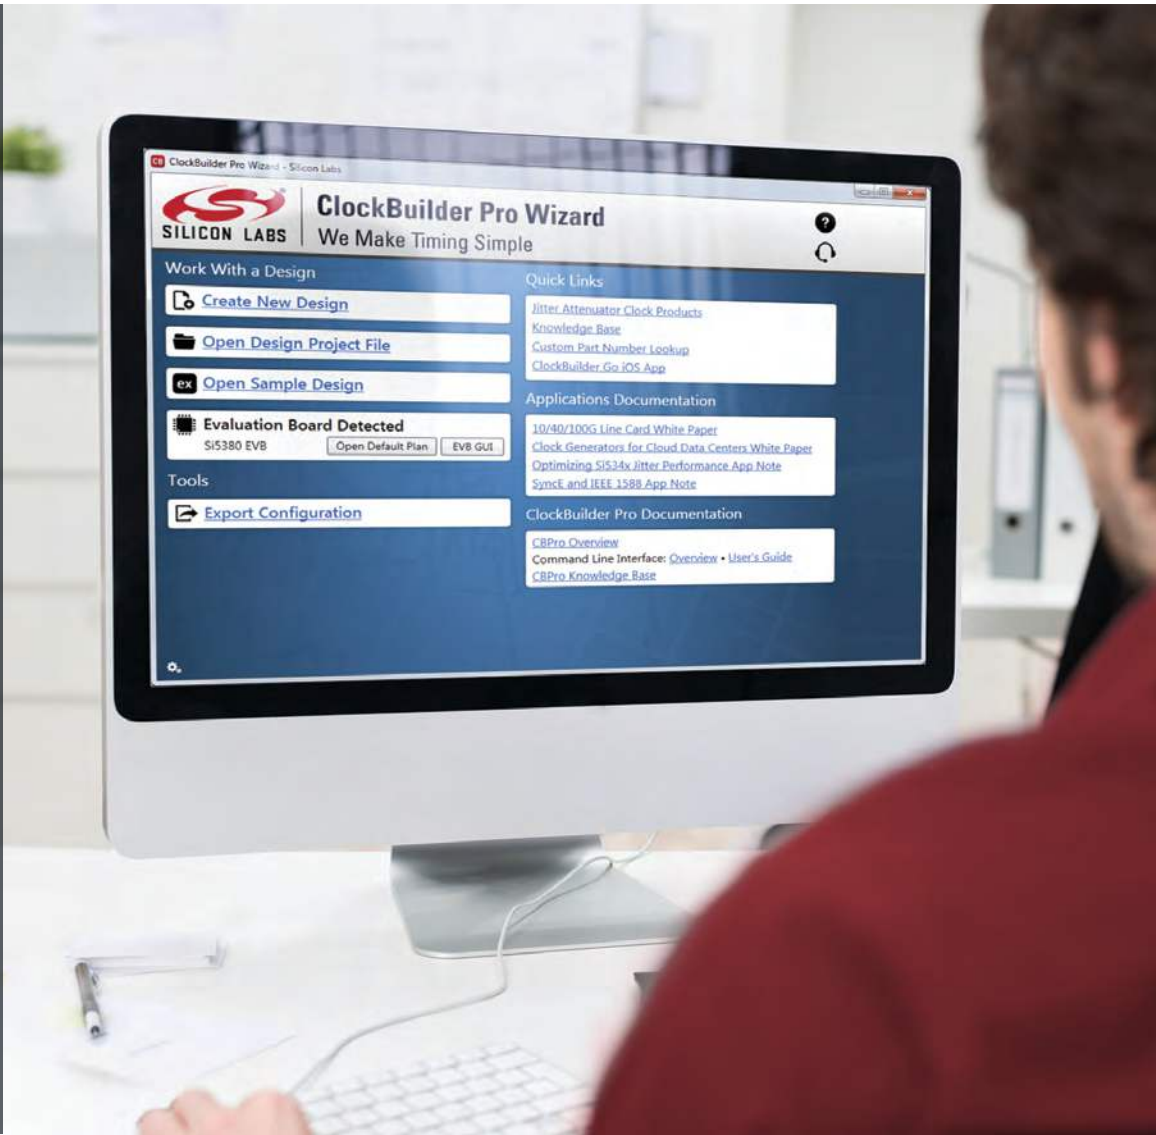 CB ClockBuilder Pro Wizard - Silicon Labs
SILICON LABS
ClockBuilder Pro Wizard
We Make Timing Simple
?
Work With a Design
Create New Design
Open Design Project File
ex Open Sample Design
Evaluation Board Detected
Si5380 EVB
Open Default Plan
EVB GUI
Tools
Export Configuration
Quick Links
Jitter Attenuator Clock Products
Knowledge Base
Custom Part Number Lookup
ClockBuilder Go iOS App
Applications Documentation
10/40/100G Line Card White Paper
Clock Generators for Cloud Data Centers White Paper
Optimizing Si534x Jitter Performance App Note
SyncE and IEEE 1588 App Note
ClockBuilder Pro Documentation
CBPro Overview
Command Line Interface: Overview • User's Guide
CBPro Knowledge Base